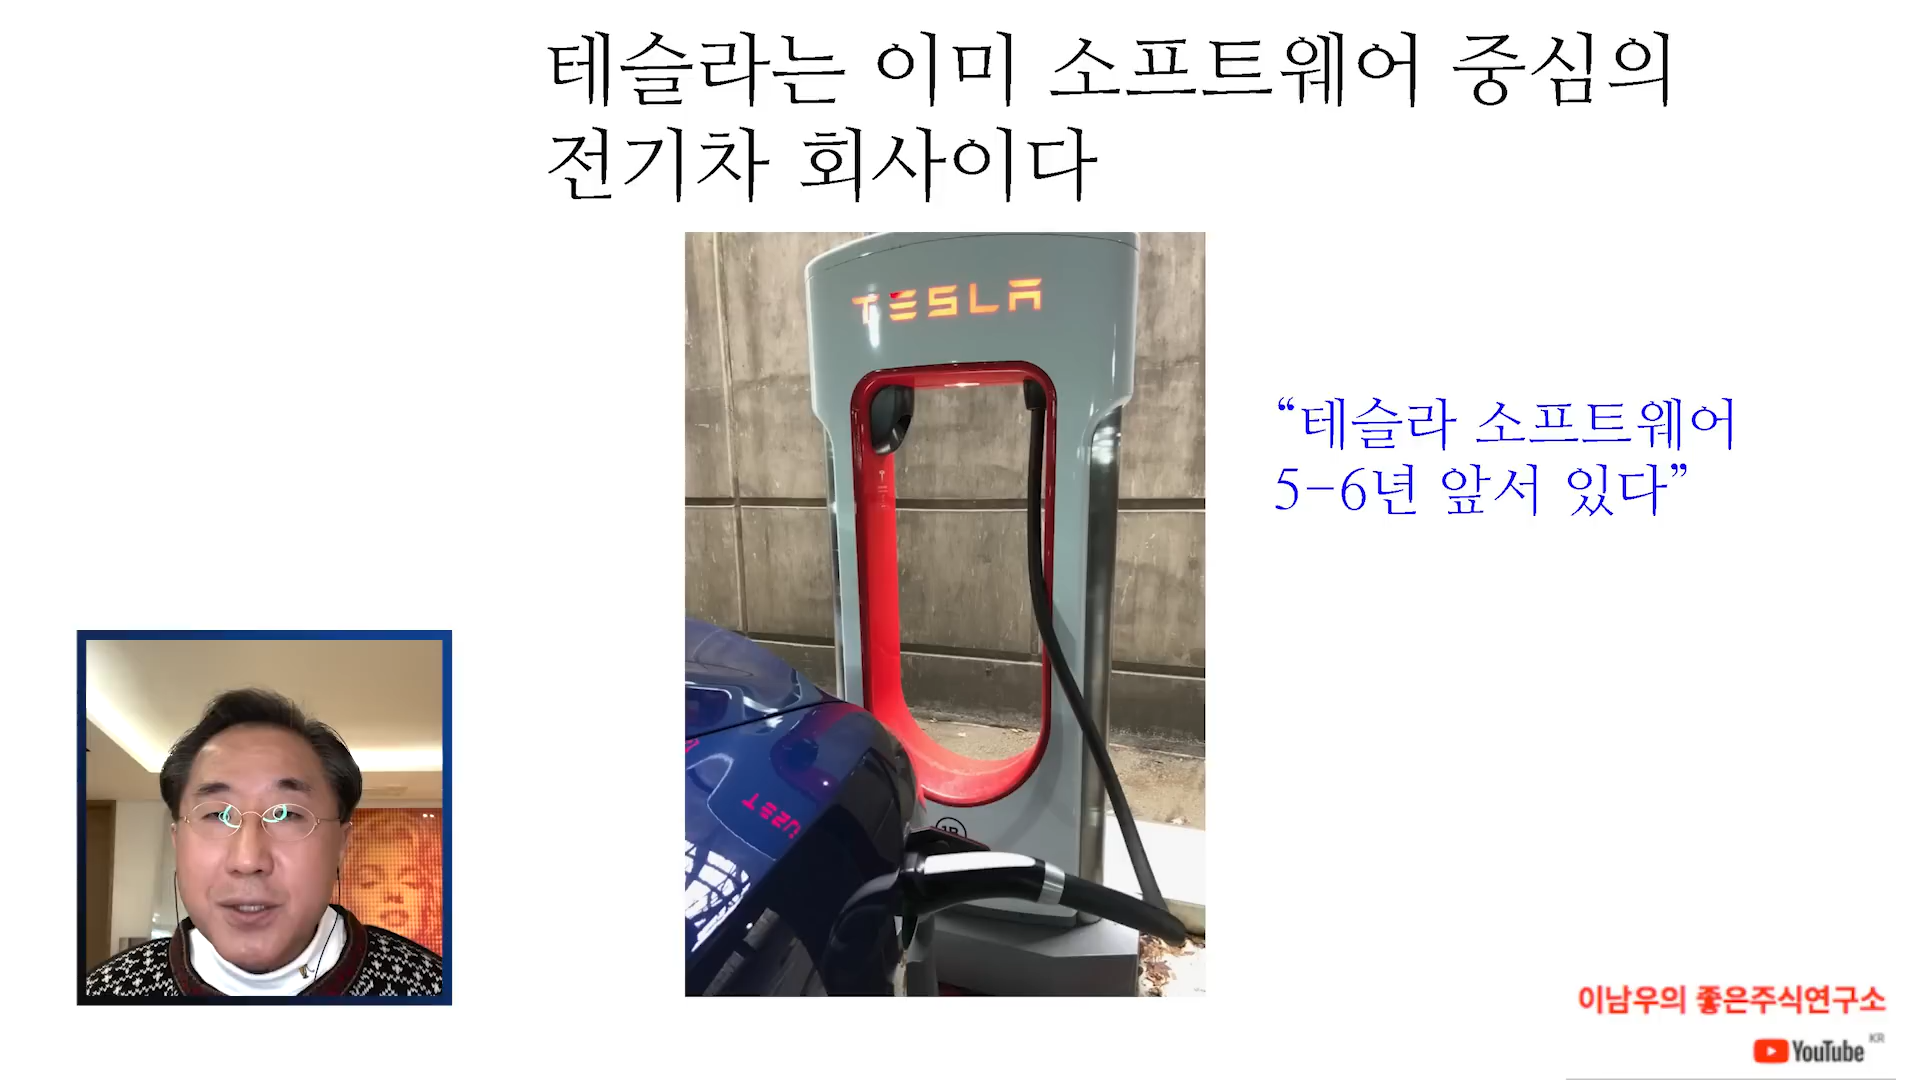 테슬라는 이미 소프트웨어 중심의
전기차 회사이다
TESLA
“테슬라 소프트웨어
5-6년 앞서 있다”
1B
이남우의 좋은주식연구소
YouTube KR